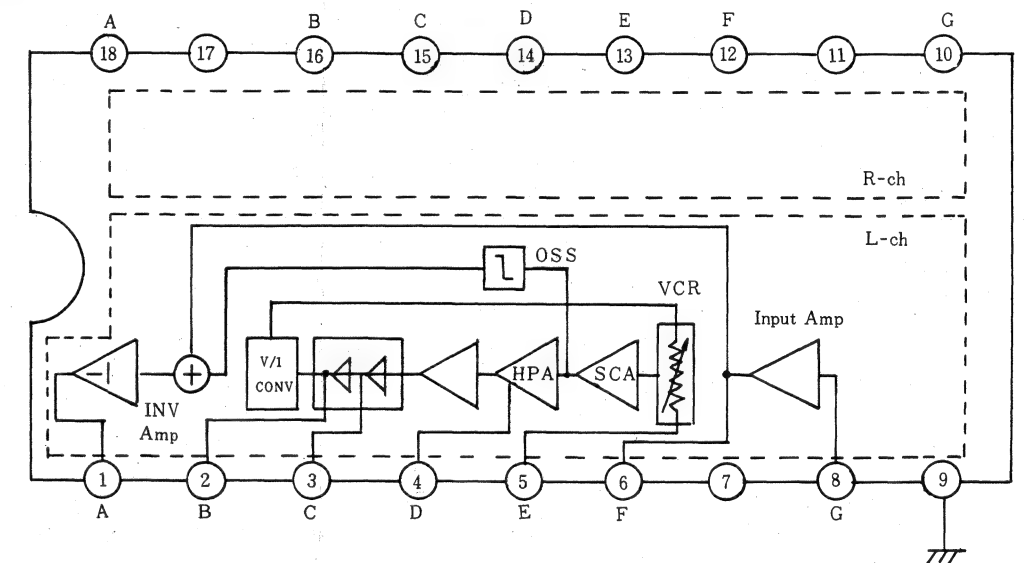 A B C D E F G
18 17 16 15 14 13 12 11 10
R-ch
L-ch
OSS
VCR
Input Amp
V/I
CONV
HPA
SCA
INV
Amp
1 2 3 4 5 6 7 8 9
A B C D E F G